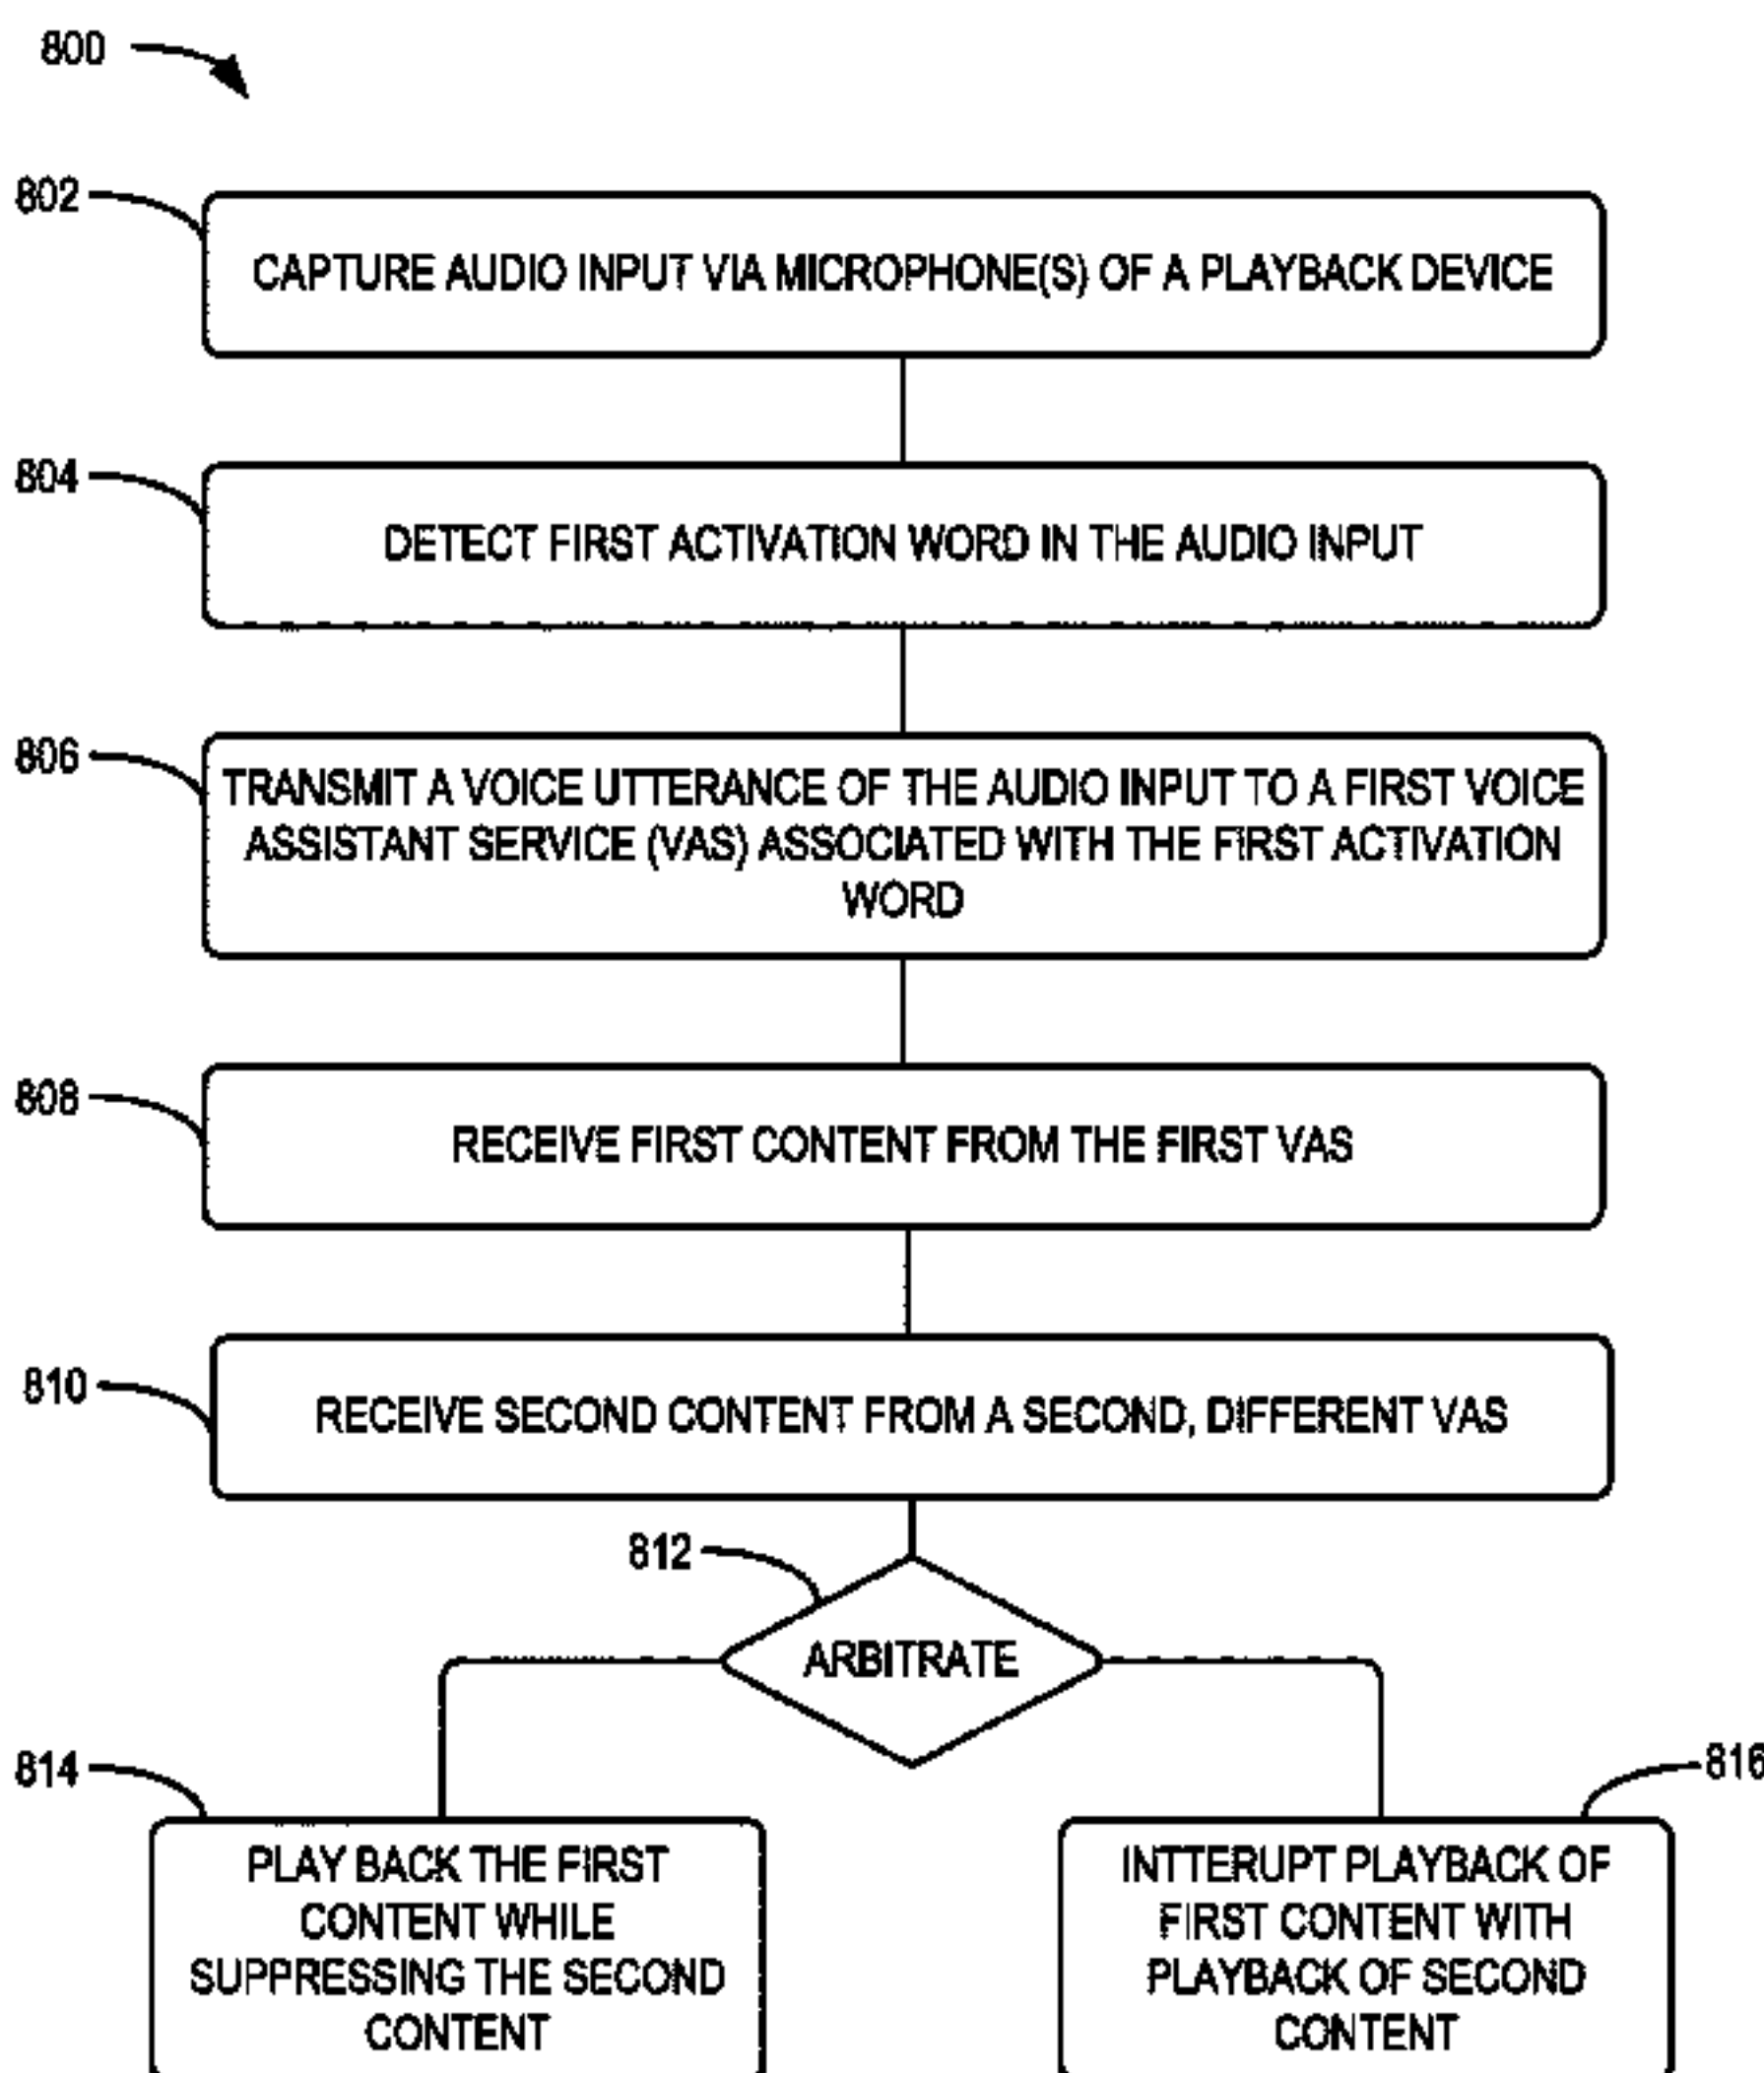 800
802
CAPTURE AUDIO INPUT VIA MICROPHONE(S) OF A PLAYBACK DEVICE
804
DETECT FIRST ACTIVATION WORD IN THE AUDIO INPUT
806
TRANSMIT A VOICE UTTERANCE OF THE AUDIO INPUT TO A FIRST VOICE
ASSISTANT SERVICE (VAS) ASSOCIATED WITH THE FIRST ACTIVATION
WORD
808
RECEIVE FIRST CONTENT FROM THE FIRST VAS
810
RECEIVE SECOND CONTENT FROM A SECOND, DIFFERENT VAS
812
ARBITRATE
814
PLAY BACK THE FIRST
CONTENT WHILE
SUPPRESSING THE SECOND
CONTENT
816
INTTERUPT PLAYBACK OF
FIRST CONTENT WITH
PLAYBACK OF SECOND
CONTENT